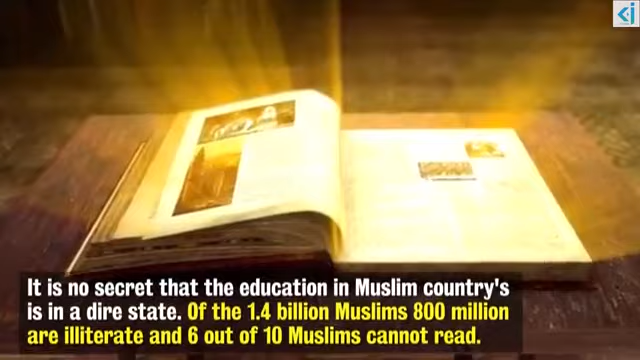 It is no secret that the education in Muslim country's
is in a dire state. Of the 1.4 billion Muslims 800 million
are illiterate and 6 out of 10 Muslims cannot read.